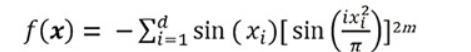 f(x) = −∑ᵢ₌₁ᵈ sin (xᵢ)[ sin(ixᵢ²/π)]²ᵐ